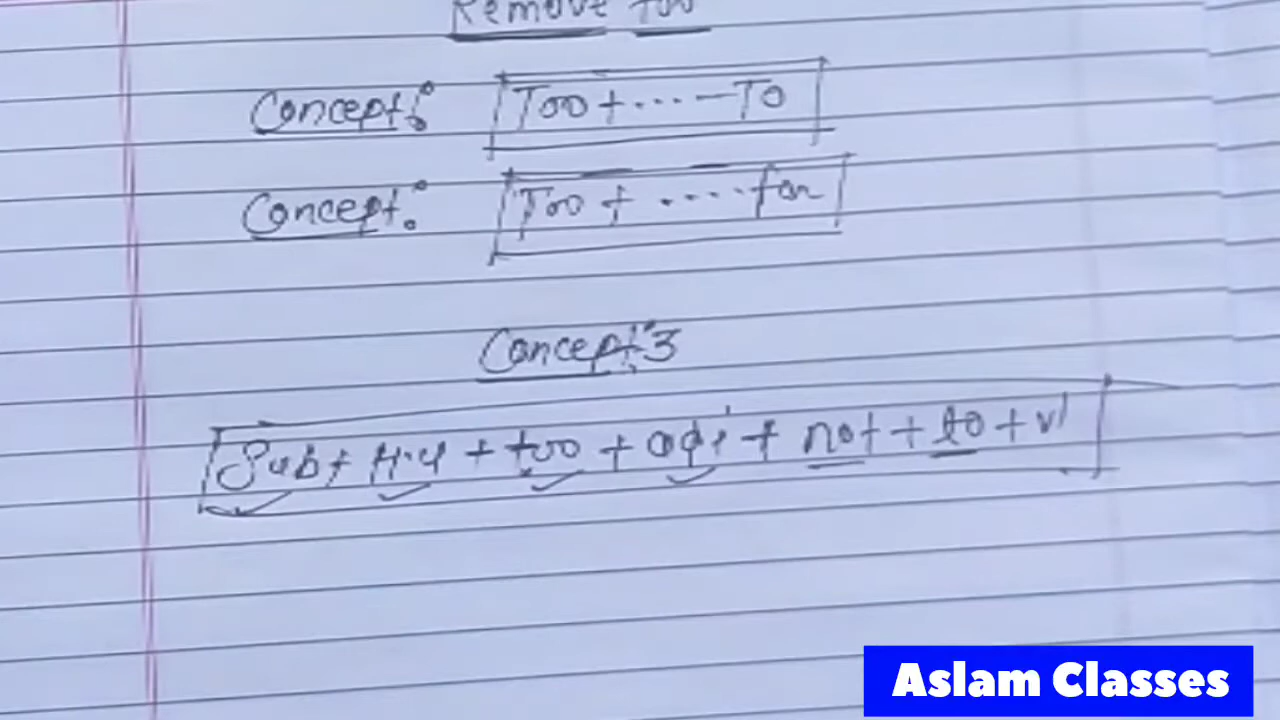 Remove too
Concept: Too + .... - To
Concept: Too + ..... for
Concept: 3
Sub + H.V + too + adj + not + to + V1
Aslam Classes